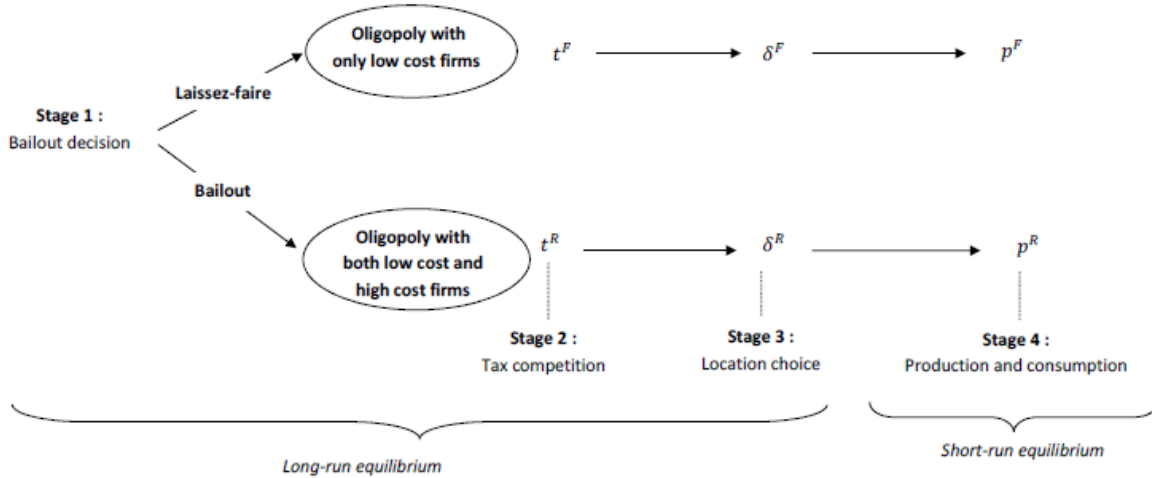 Oligopoly with
only low cost firms
t^F
δ^F
p^F
Laissez-faire
Stage 1 :
Bailout decision
Bailout
Oligopoly with
both low cost and
high cost firms
t^R
δ^R
p^R
Stage 2 :
Tax competition
Stage 3 :
Location choice
Stage 4 :
Production and consumption
Long-run equilibrium
Short-run equilibrium